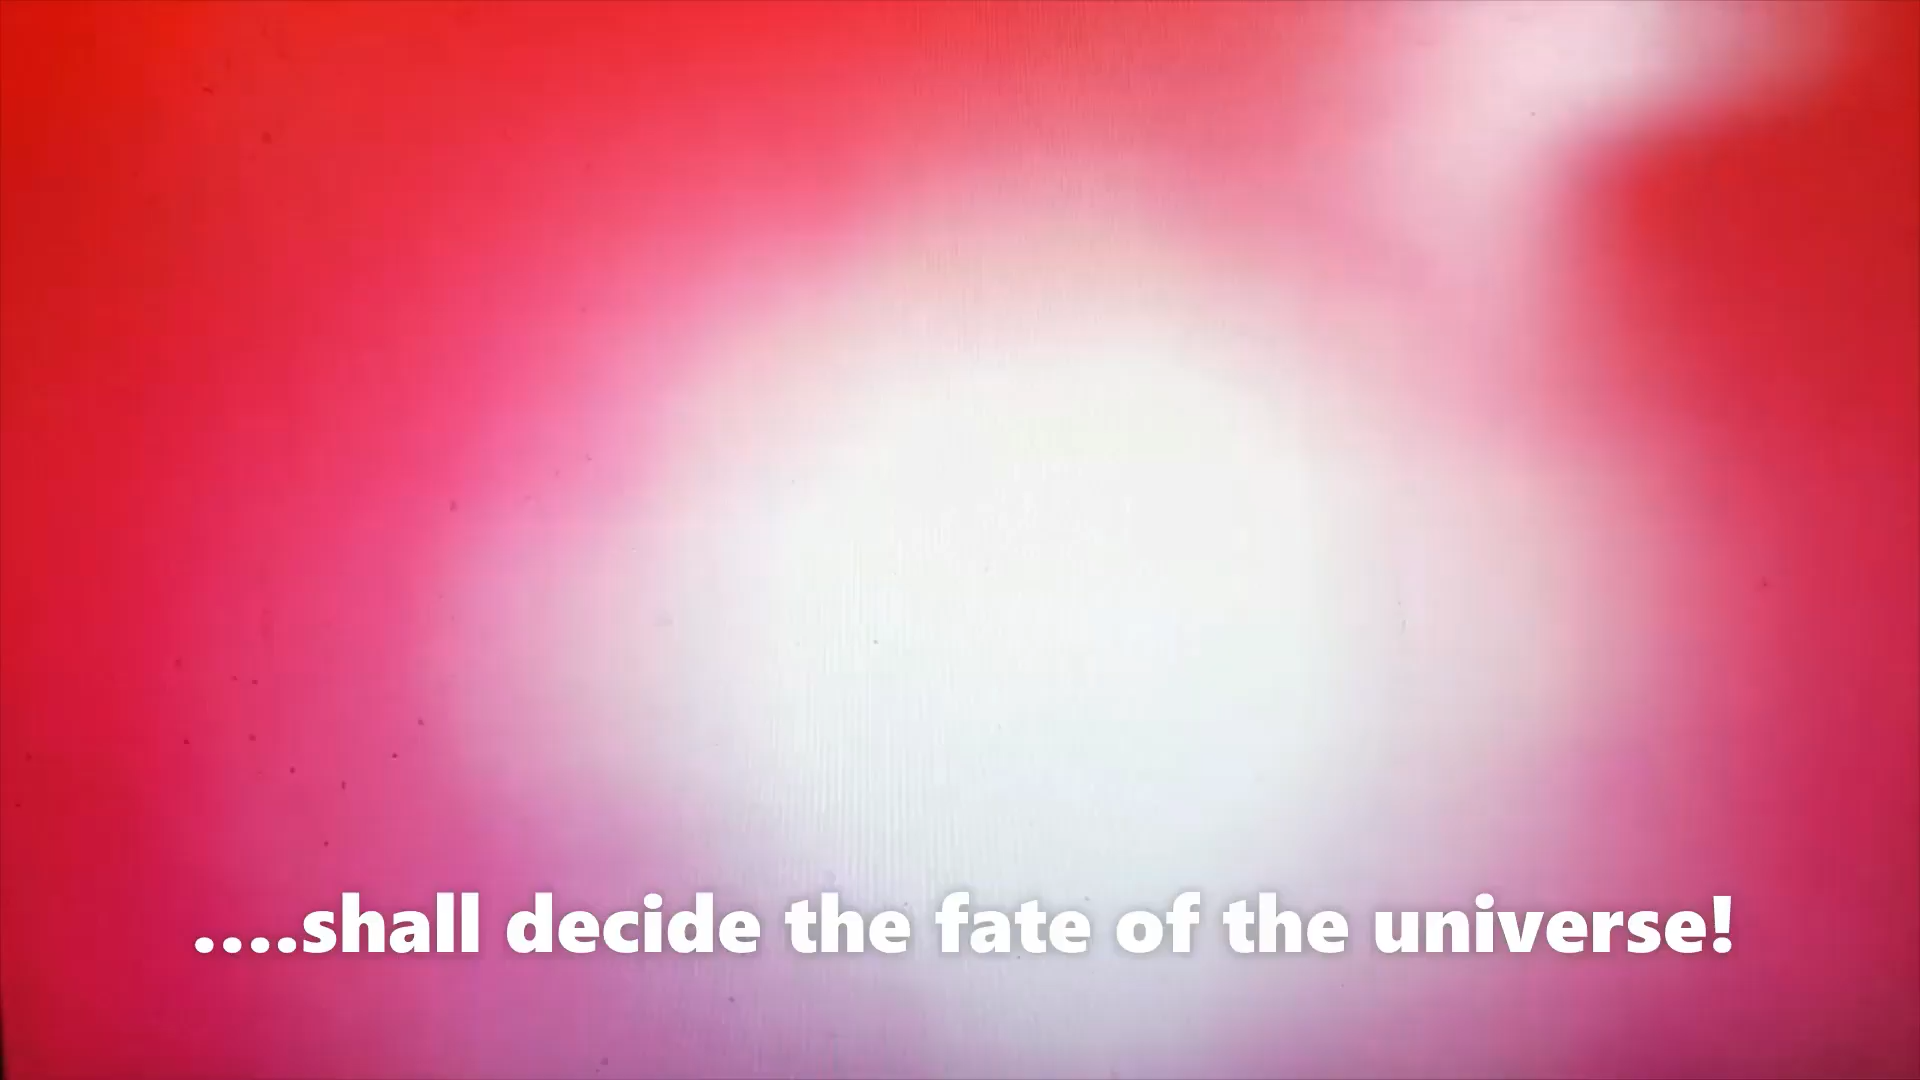 ....shall decide the fate of the universe!